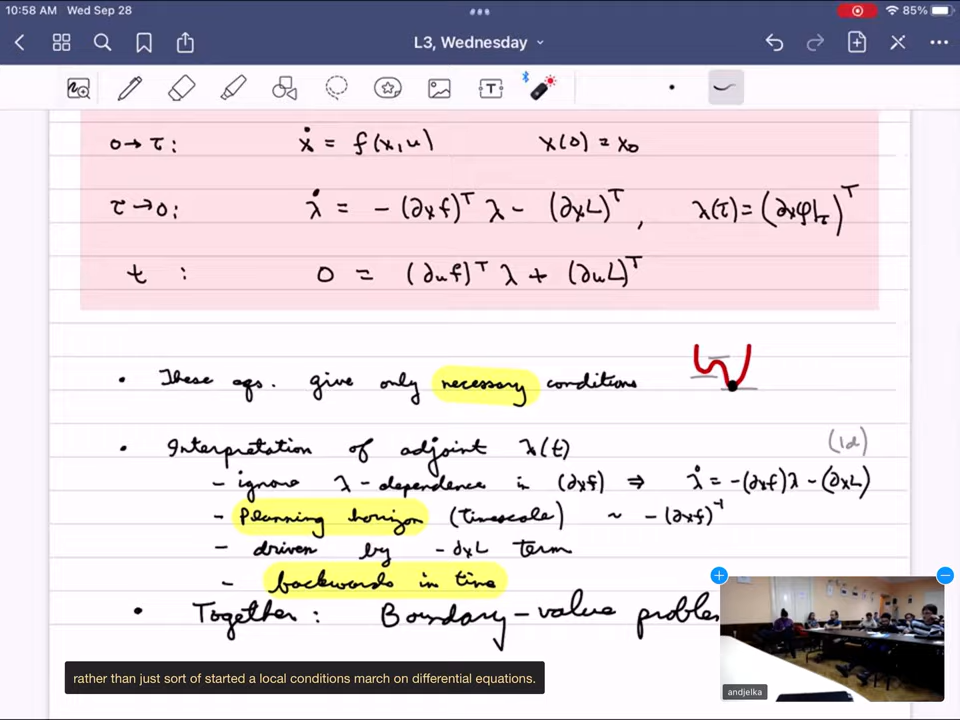 10:58 AM Wed Sep 28
85%
L3, Wednesday
T
0→τ: ẋ = f(x,u) x(0) = x₀
τ→0: λ̇ = - (∂xf)ᵀ λ - (∂xL)ᵀ, λ(τ) = (∂xφ|τ)ᵀ
t : 0 = (∂uf)ᵀ λ + (∂uL)ᵀ
• These eqs. give only necessary conditions
• Interpretation of adjoint λ(t) (1d)
- ignore λ-dependence in (∂xf) ⇒ λ̇ = -(∂xf)λ - (∂xL)
- Planning horizon (timescale) ~ -(∂xf)⁻¹
- driven by -∂xL term
- backwards in time
• Together: Boundary-value proble
rather than just sort of started a local conditions march on differential equations.
andjelka